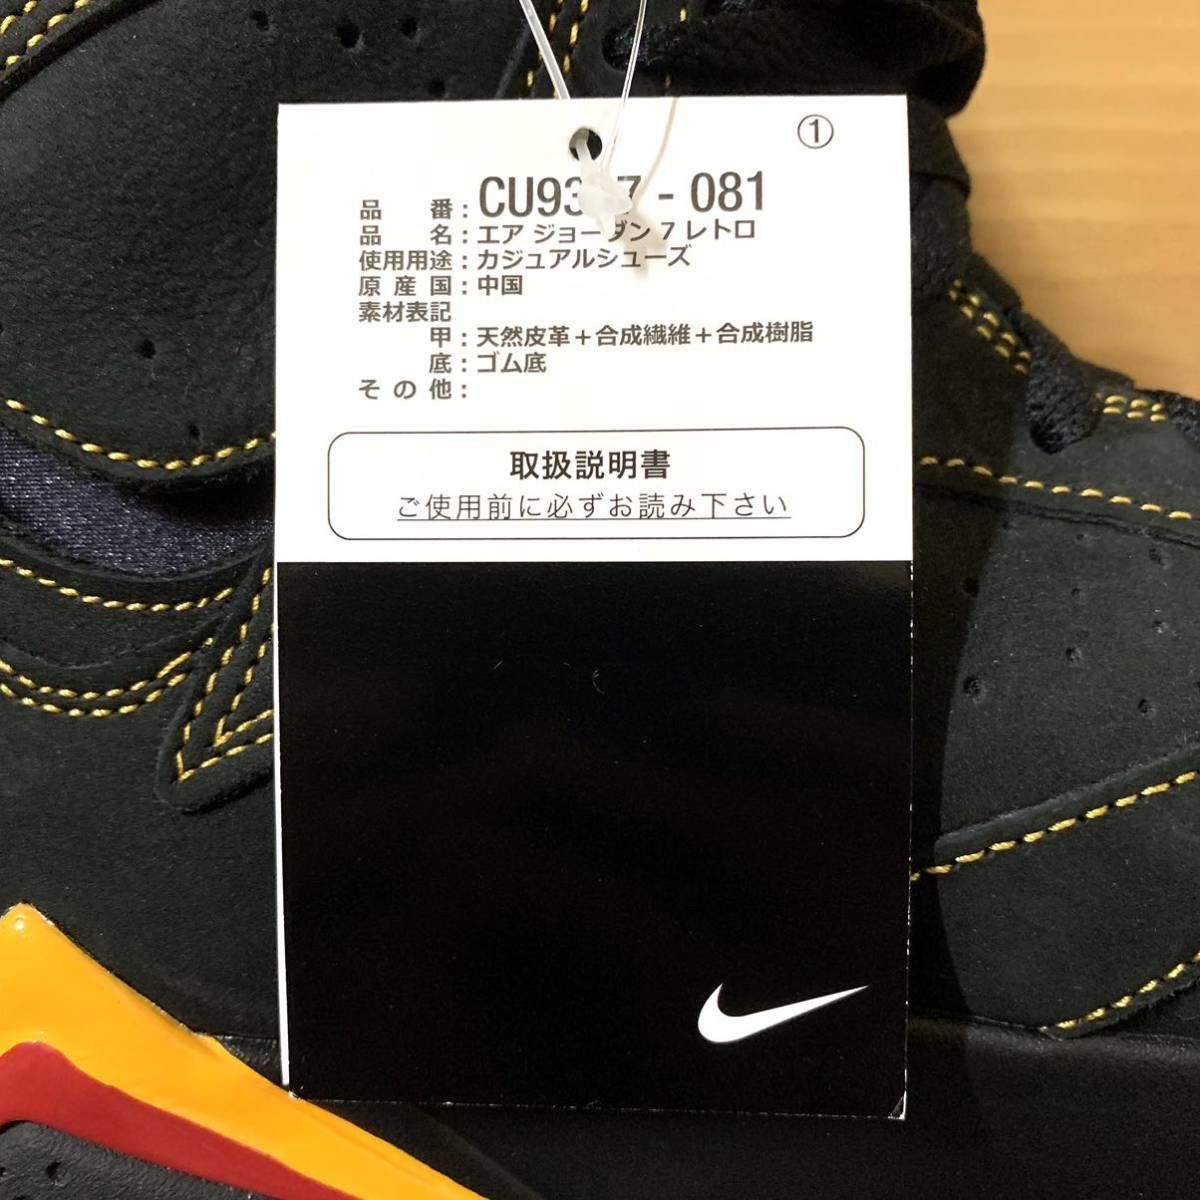 ①
品番: - 081
品名:エア ジョーダン 7 レトロ
使用用途:カジュアルシューズ
原産国:中国
素材表記
甲:天然皮革+合成繊維+合成樹脂
底:ゴム底
その他:
取扱説明書
ご使用前に必ずお読み下さい